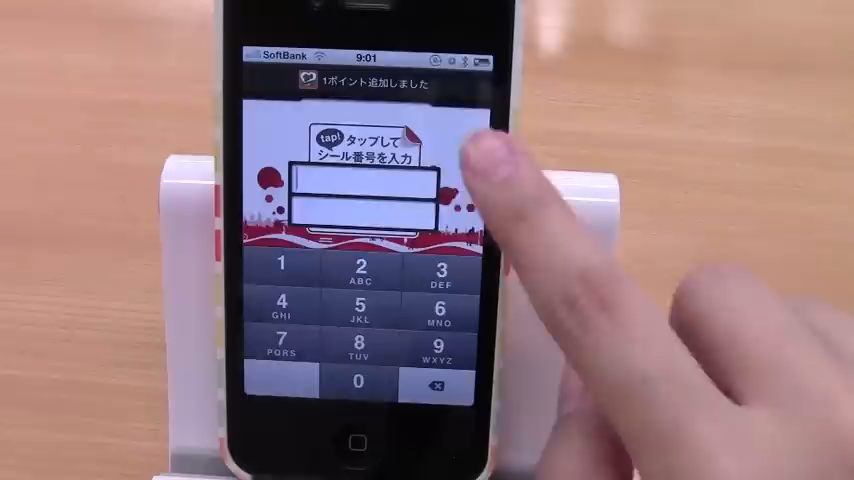 SoftBank 9:01
1ポイント追加しました
tap! タップして
シール番号を入力
1 2 3
ABC DEF
4 5 6
GHI JKL MNO
7 8 9
PQRS TUV WXYZ
0